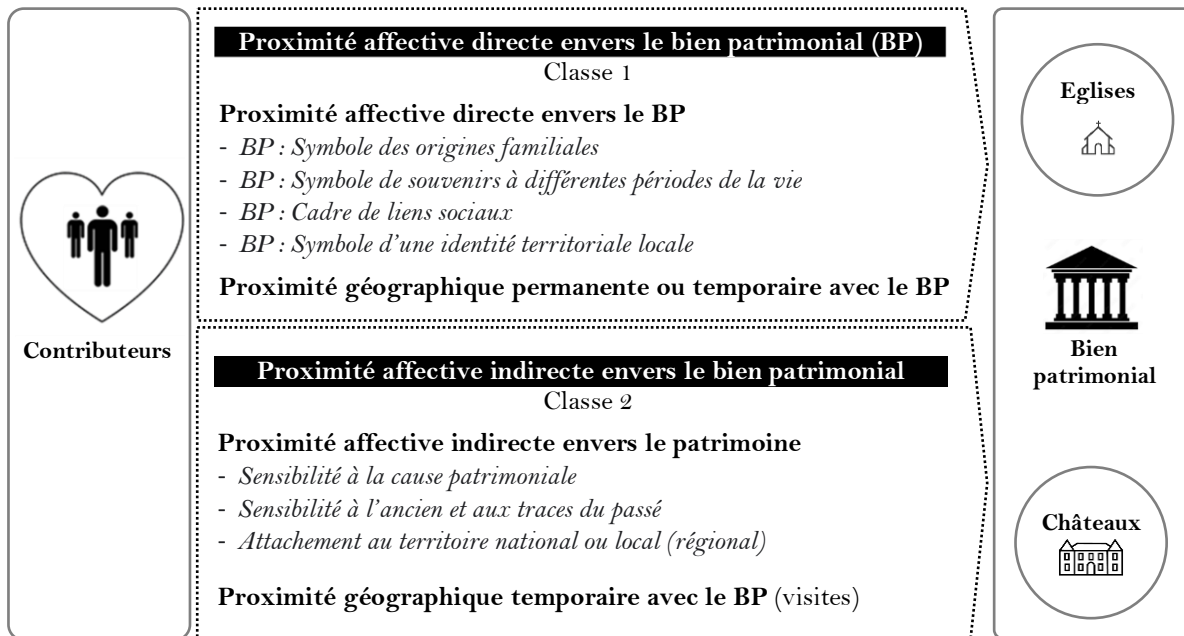 Contributeurs
Proximité affective directe envers le bien patrimonial (BP)
Classe 1
Proximité affective directe envers le BP
- BP : Symbole des origines familiales
- BP : Symbole de souvenirs à différentes périodes de la vie
- BP : Cadre de liens sociaux
- BP : Symbole d’une identité territoriale locale
Proximité géographique permanente ou temporaire avec le BP
Proximité affective indirecte envers le bien patrimonial
Classe 2
Proximité affective indirecte envers le patrimoine
- Sensibilité à la cause patrimoniale
- Sensibilité à l’ancien et aux traces du passé
- Attachement au territoire national ou local (régional)
Proximité géographique temporaire avec le BP (visites)
Eglises
Bien
patrimonial
Châteaux